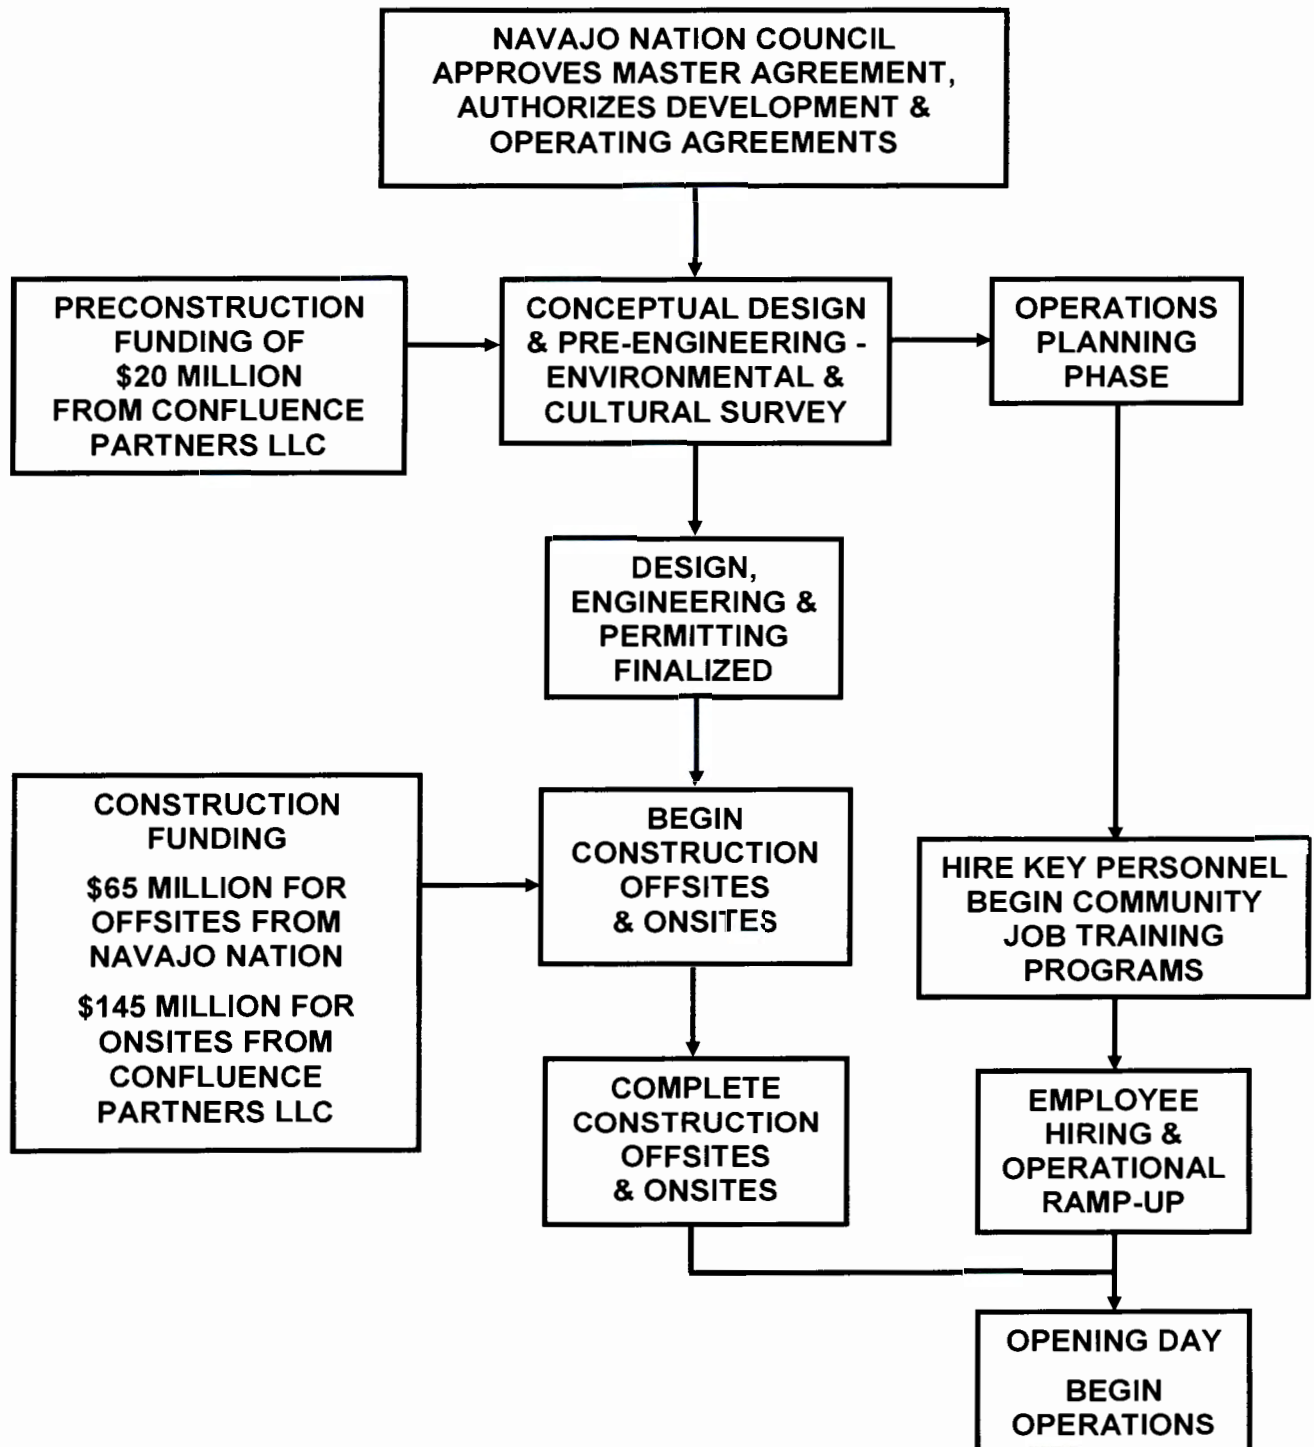 NAVAJO NATION COUNCIL
APPROVES MASTER AGREEMENT,
AUTHORIZES DEVELOPMENT &
OPERATING AGREEMENTS
PRECONSTRUCTION
FUNDING OF
$20 MILLION
FROM CONFLUENCE
PARTNERS LLC
CONCEPTUAL DESIGN
& PRE-ENGINEERING -
ENVIRONMENTAL &
CULTURAL SURVEY
OPERATIONS
PLANNING
PHASE
DESIGN,
ENGINEERING &
PERMITTING
FINALIZED
CONSTRUCTION
FUNDING
$65 MILLION FOR
OFFSITES FROM
NAVAJO NATION
$145 MILLION FOR
ONSITES FROM
CONFLUENCE
PARTNERS LLC
BEGIN
CONSTRUCTION
OFFSITES
& ONSITES
HIRE KEY PERSONNEL
BEGIN COMMUNITY
JOB TRAINING
PROGRAMS
COMPLETE
CONSTRUCTION
OFFSITES
& ONSITES
EMPLOYEE
HIRING &
OPERATIONAL
RAMP-UP
OPENING DAY
BEGIN
OPERATIONS